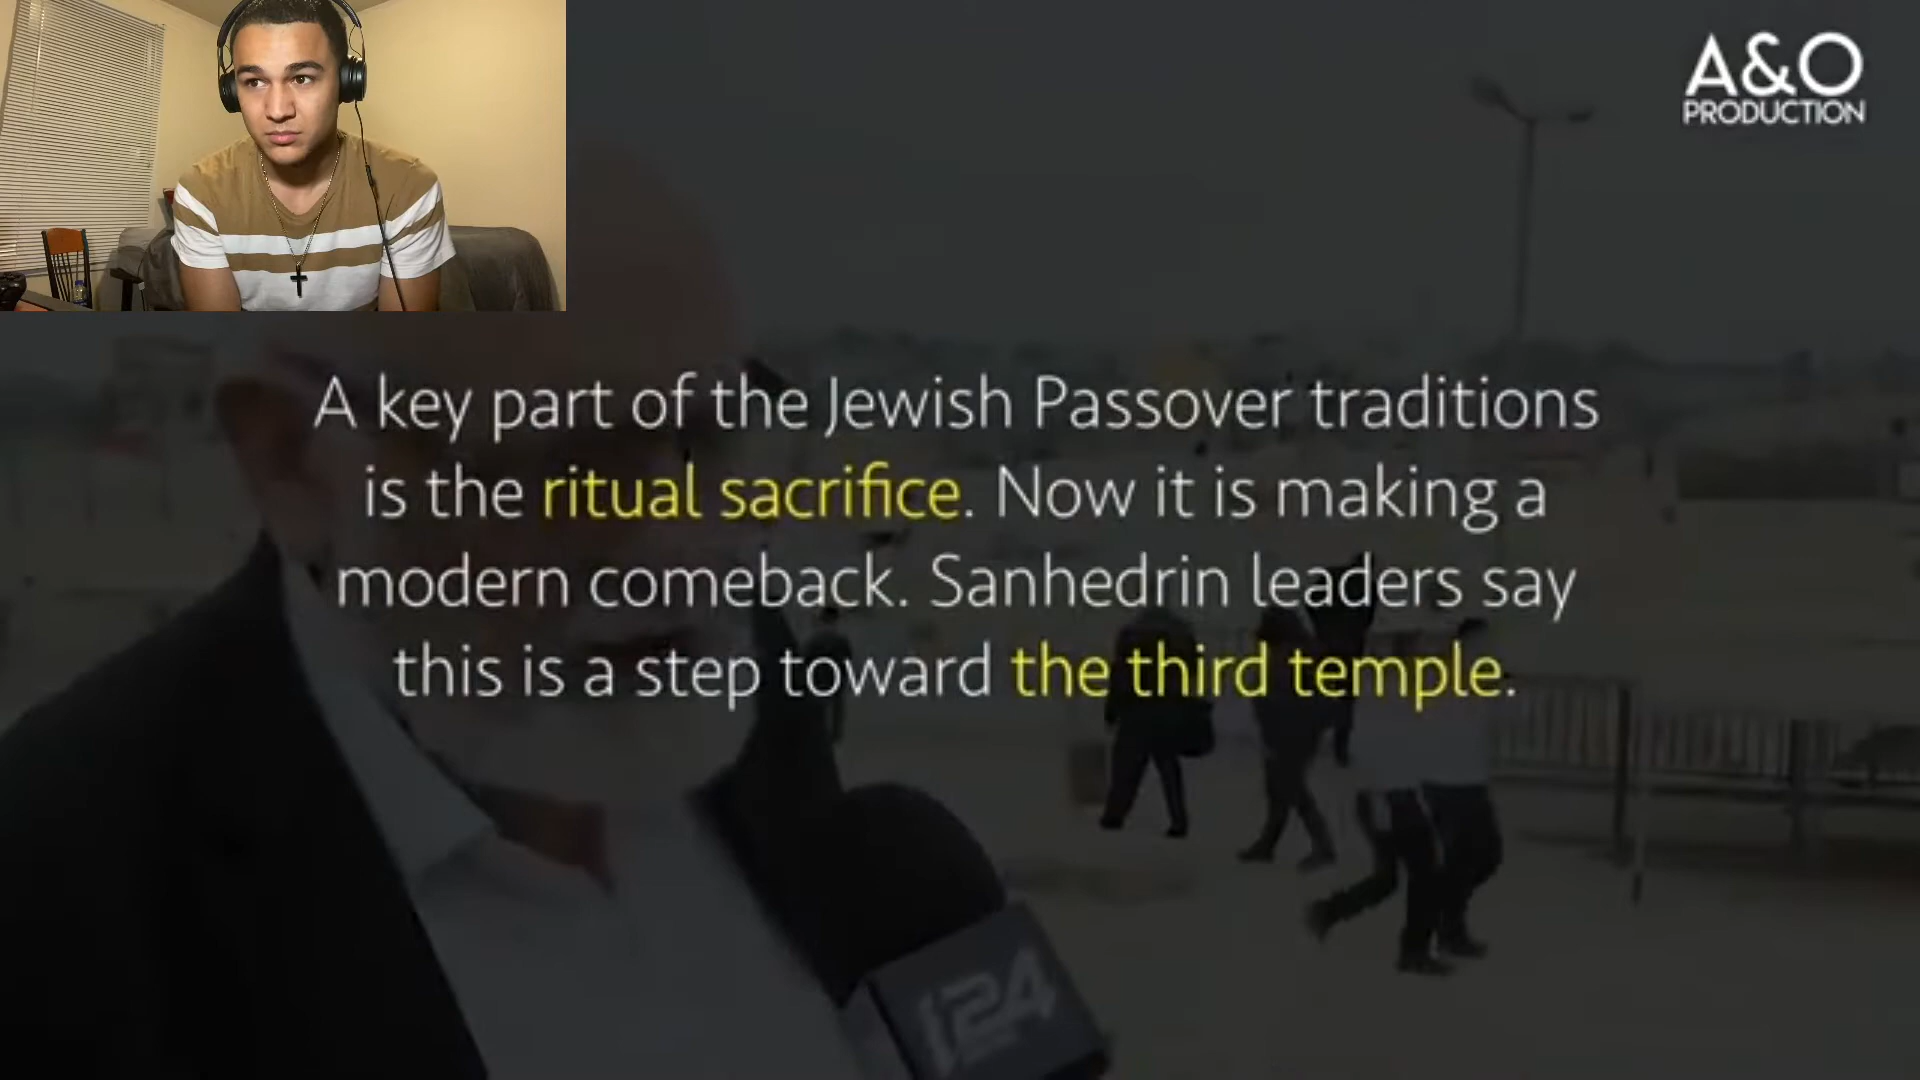 A&O
PRODUCTION
A key part of the Jewish Passover traditions
is the ritual sacrifice. Now it is making a
modern comeback. Sanhedrin leaders say
this is a step toward the third temple.
i24